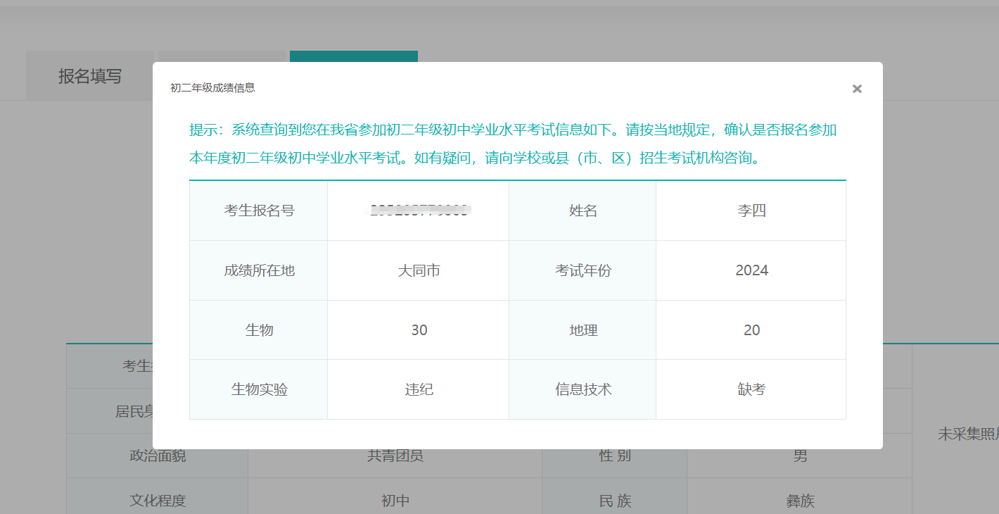 报名填写
初二年级成绩信息
提示：系统查询到您在我省参加初二年级初中学业水平考试信息如下。请按当地规定，确认是否报名参加
本年度初二年级初中学业水平考试。如有疑问，请向学校或县（市、区）招生考试机构咨询。
考生报名号 姓名 李四
成绩所在地 大同市 考试年份 2024
生物 30 地理 20
生物实验 违纪 信息技术 缺考
考生
居民身
未采集照
政治面貌 共青团员 性 别 男
文化程度 初中 民 族 彝族